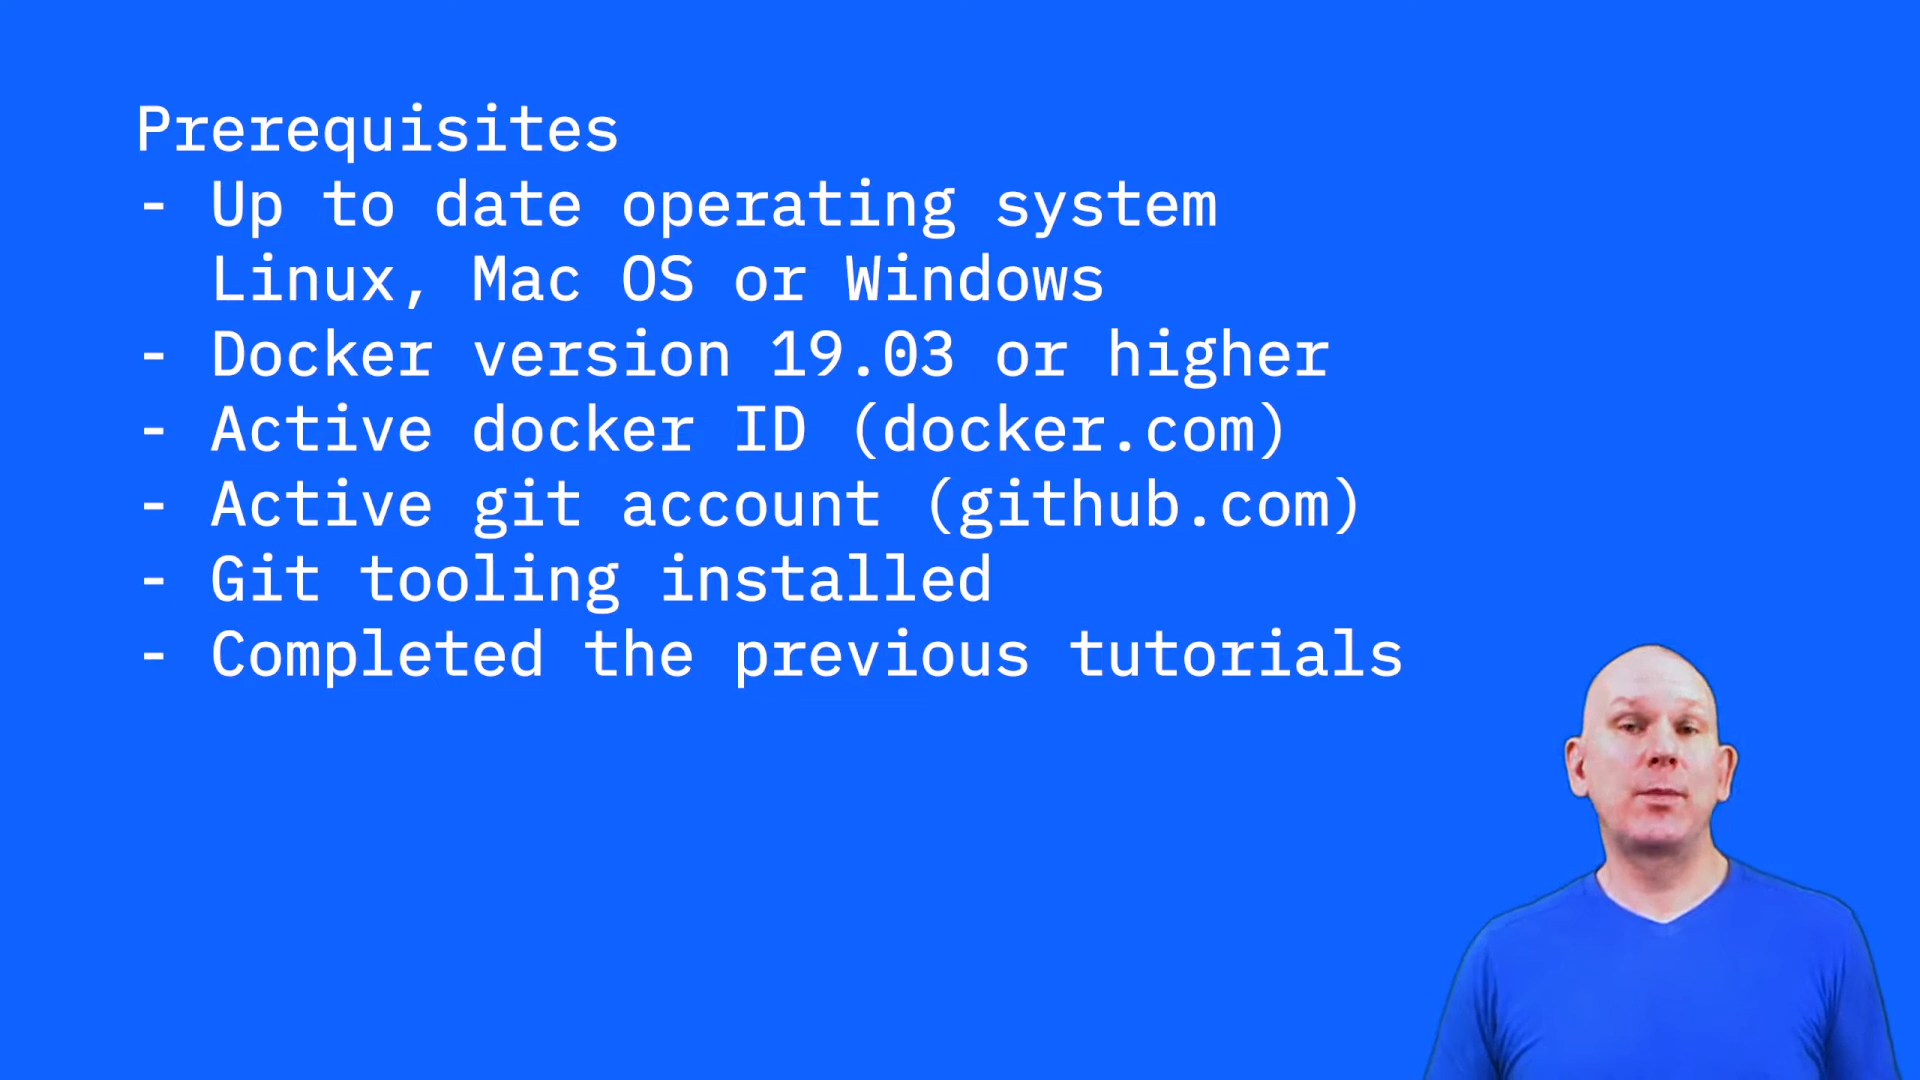 Prerequisites
- Up to date operating system
Linux, Mac OS or Windows
- Docker version 19.03 or higher
- Active docker ID (docker.com)
- Active git account (github.com)
- Git tooling installed
- Completed the previous tutorials